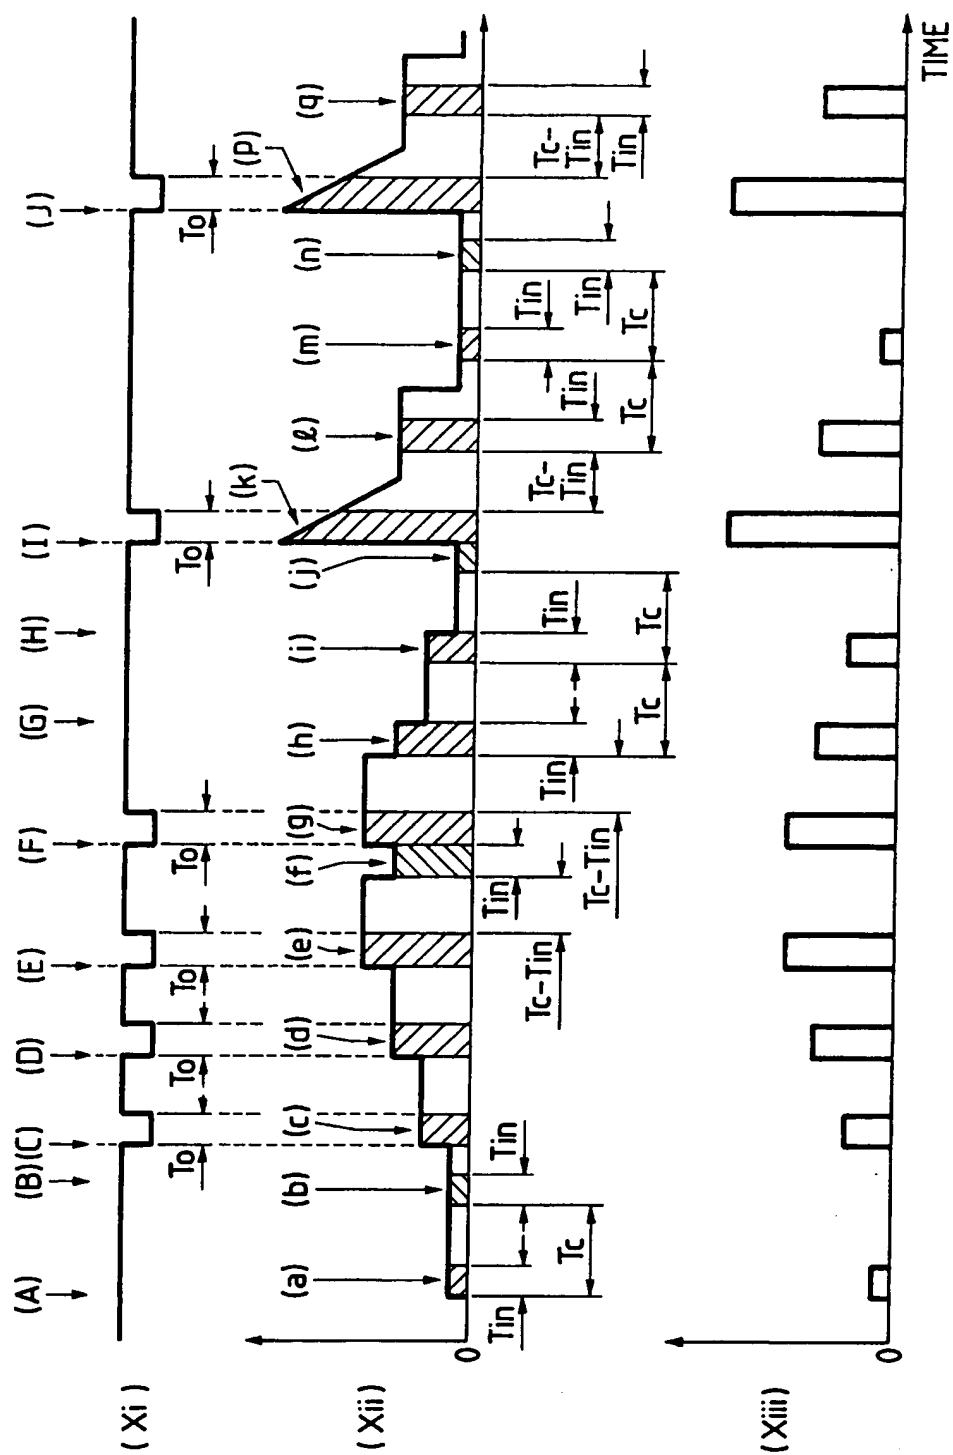 (A) (B) (C) (D) (E) (F) (G) (H) (I) (J)
To To To To To To
(Xi)
(a) (b) (c) (d) (e) (f) (g) (h) (i) (j) (k) (ℓ) (m) (n) (P) (q)
(Xii)
0
Tin Tin Tin Tin Tin Tin Tin Tin Tin
Tc Tc-Tin Tc-Tin Tc Tc Tc-Tin Tc Tc Tc-Tin
(Xiii)
0
TIME